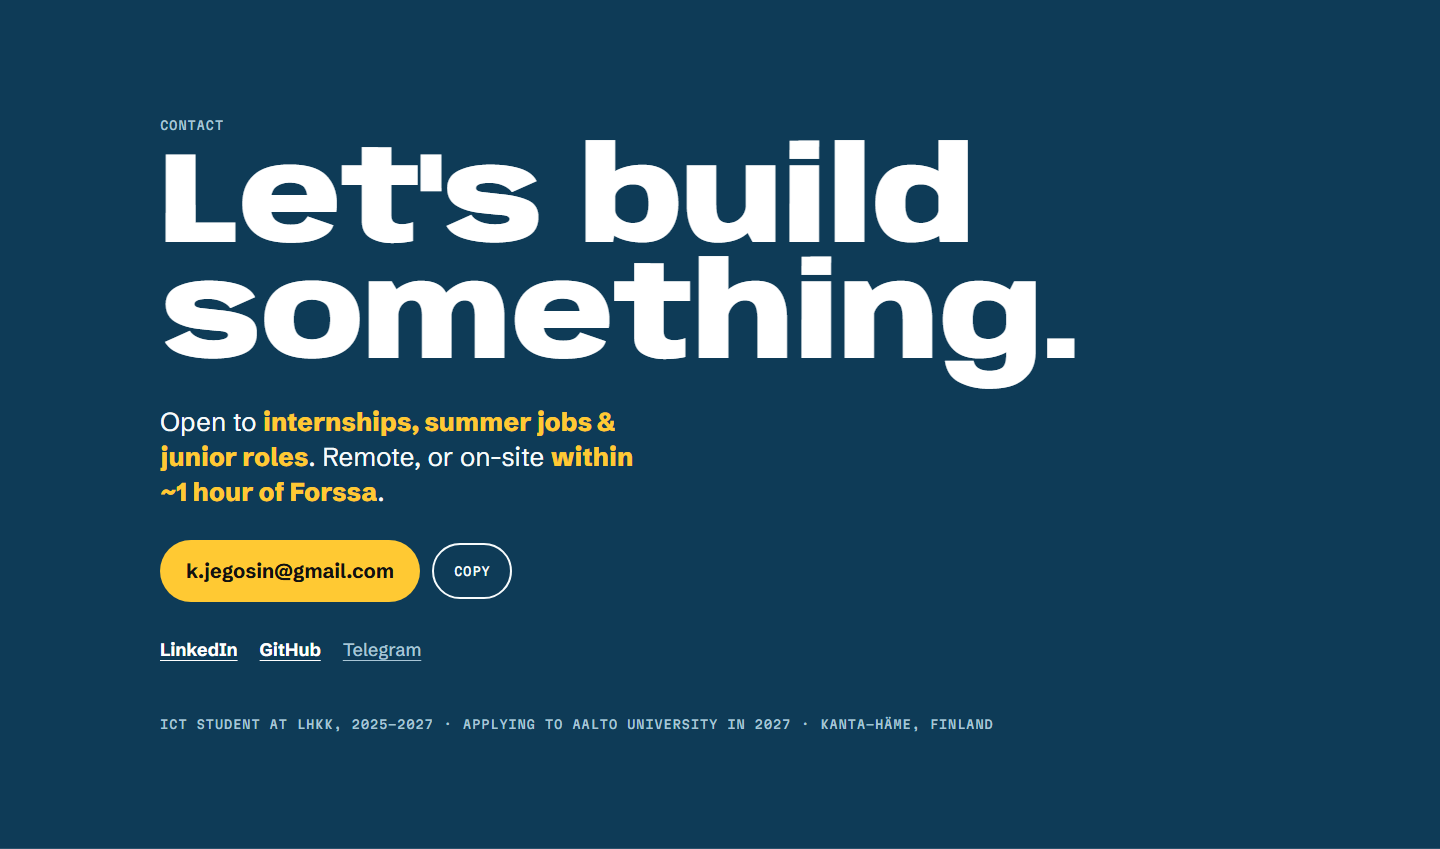 CONTACT
Let's build
something.
Open to internships, summer jobs &
junior roles. Remote, or on-site within
~1 hour of Forssa.
k.jegosin@gmail.com
COPY
LinkedIn GitHub Telegram
ICT STUDENT AT LHKK, 2025–2027 · APPLYING TO AALTO UNIVERSITY IN 2027 · KANTA-HÄME, FINLAND